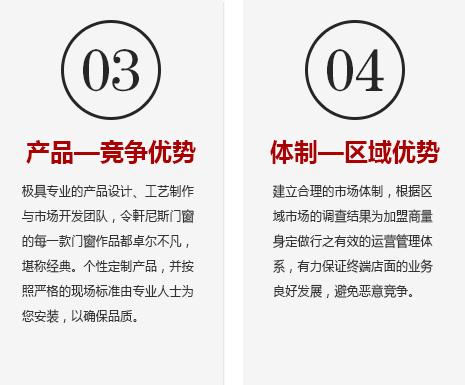 03
产品—竞争优势
极具专业的产品设计、工艺制作
与市场开发团队，令軒尼斯门窗
的每一款门窗作品都卓尔不凡，
堪称经典。个性定制产品，并按
照严格的现场标准由专业人士为
您安装，以确保品质。
04
体制—区域优势
建立合理的市场体制，根据区
域市场的调查结果为加盟商量
身定做行之有效的运营管理体
系，有力保证终端店面的业务
良好发展，避免恶意竞争。